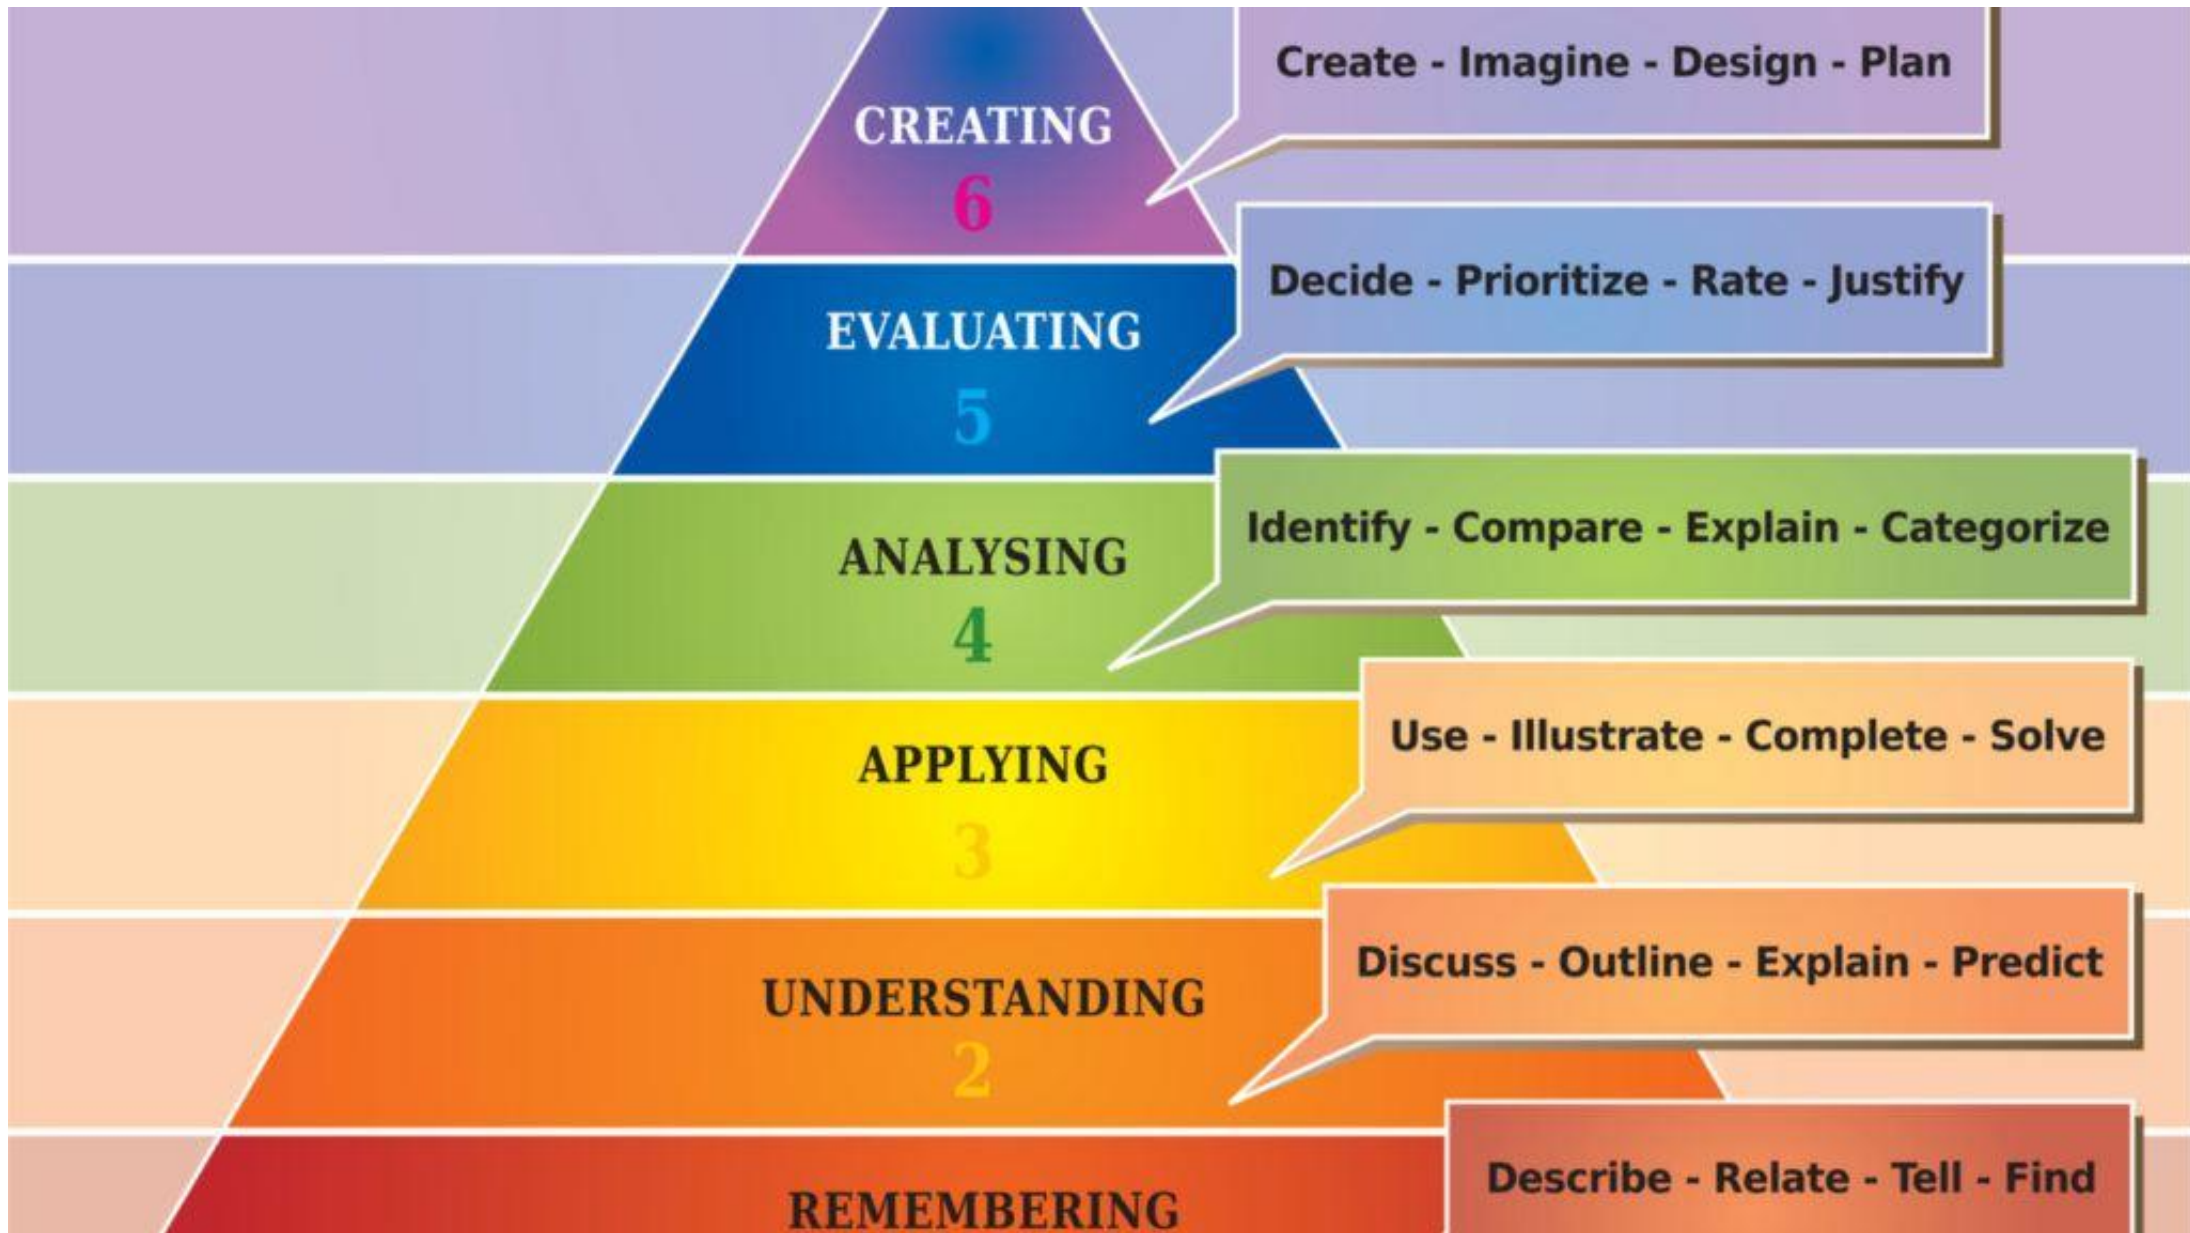 Create - Imagine - Design - Plan
CREATING
6
Decide - Prioritize - Rate - Justify
EVALUATING
5
Identify - Compare - Explain - Categorize
ANALYSING
4
Use - Illustrate - Complete - Solve
APPLYING
3
Discuss - Outline - Explain - Predict
UNDERSTANDING
2
Describe - Relate - Tell - Find
REMEMBERING